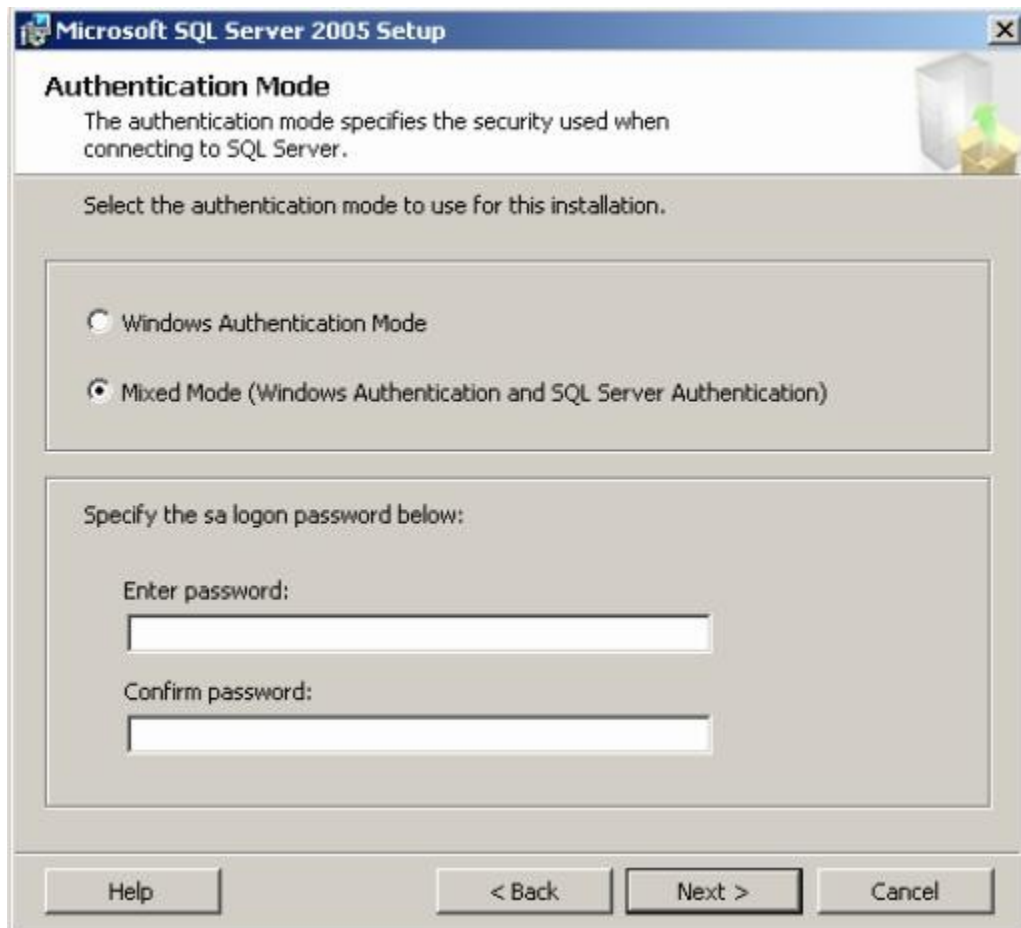 Microsoft SQL Server 2005 Setup
Authentication Mode
The authentication mode specifies the security used when
connecting to SQL Server.
Select the authentication mode to use for this installation.
Windows Authentication Mode
Mixed Mode (Windows Authentication and SQL Server Authentication)
Specify the sa logon password below:
Enter password:
Confirm password:
Help
< Back
Next >
Cancel